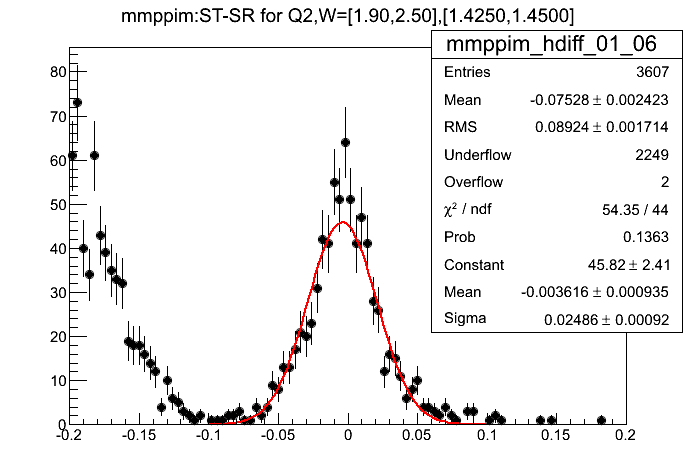 mmppim:ST-SR for Q2,W=[1.90,2.50],[1.4250,1.4500]
mmppim_hdiff_01_06
Entries 3607
Mean -0.07528 ± 0.002423
RMS 0.08924 ± 0.001714
Underflow 2249
Overflow 2
χ² / ndf 54.35 / 44
Prob 0.1363
Constant 45.82 ± 2.41
Mean -0.003616 ± 0.000935
Sigma 0.02486 ± 0.00092
80
70
60
50
40
30
20
10
0
-0.2 -0.15 -0.1 -0.05 0 0.05 0.1 0.15 0.2